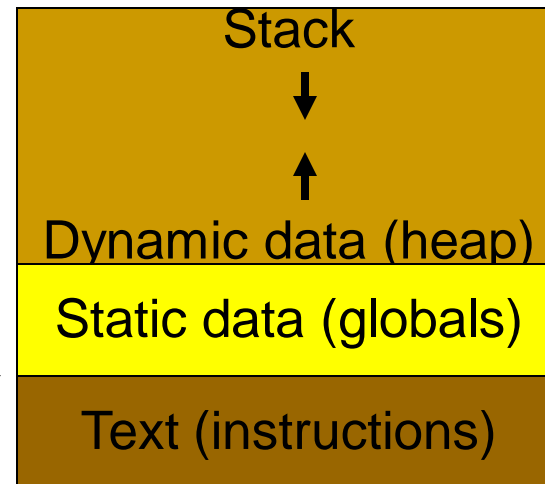 Stack
Dynamic data (heap)
Static data (globals)
Text (instructions)